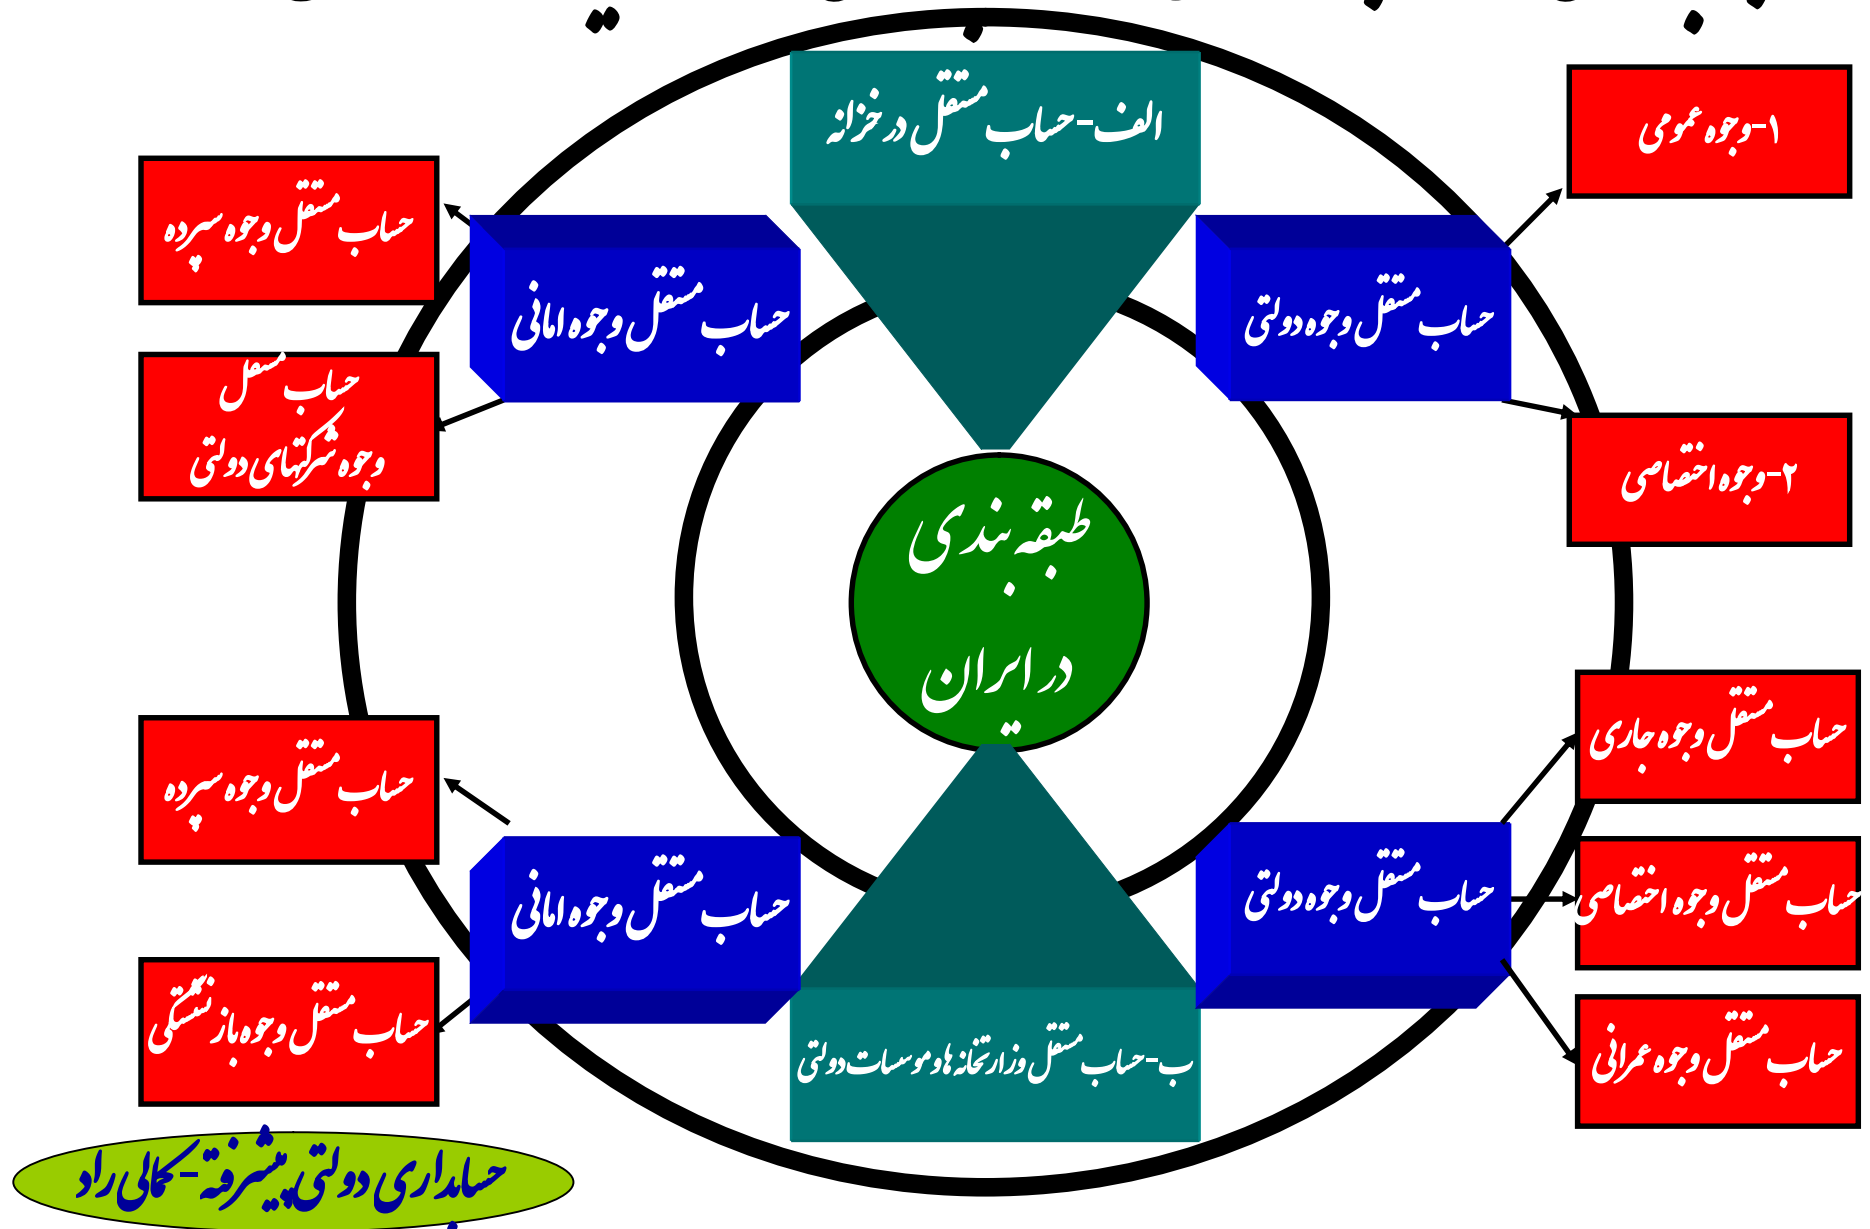 الف-حساب مستقل در خزانه
۱-وجوه عمومی
حساب مستقل وجوه سپرده
حساب مستقل وجوه امانی
حساب مستقل وجوه دولتی
حساب مستقل
وجوه شرکتهای دولتی
۲-وجوه اختصاصی
طبقه بندی
در ایران
حساب مستقل وجوه جاری
حساب مستقل وجوه سپرده
حساب مستقل وجوه امانی
حساب مستقل وجوه دولتی
حساب مستقل وجوه اختصاصی
حساب مستقل وجوه بازنشستگی
ب-حساب مستقل وزارتخانه ها و موسسات دولتی
حساب مستقل وجوه عمرانی
حسابداری دولتی پیشرفته-کمالی راد